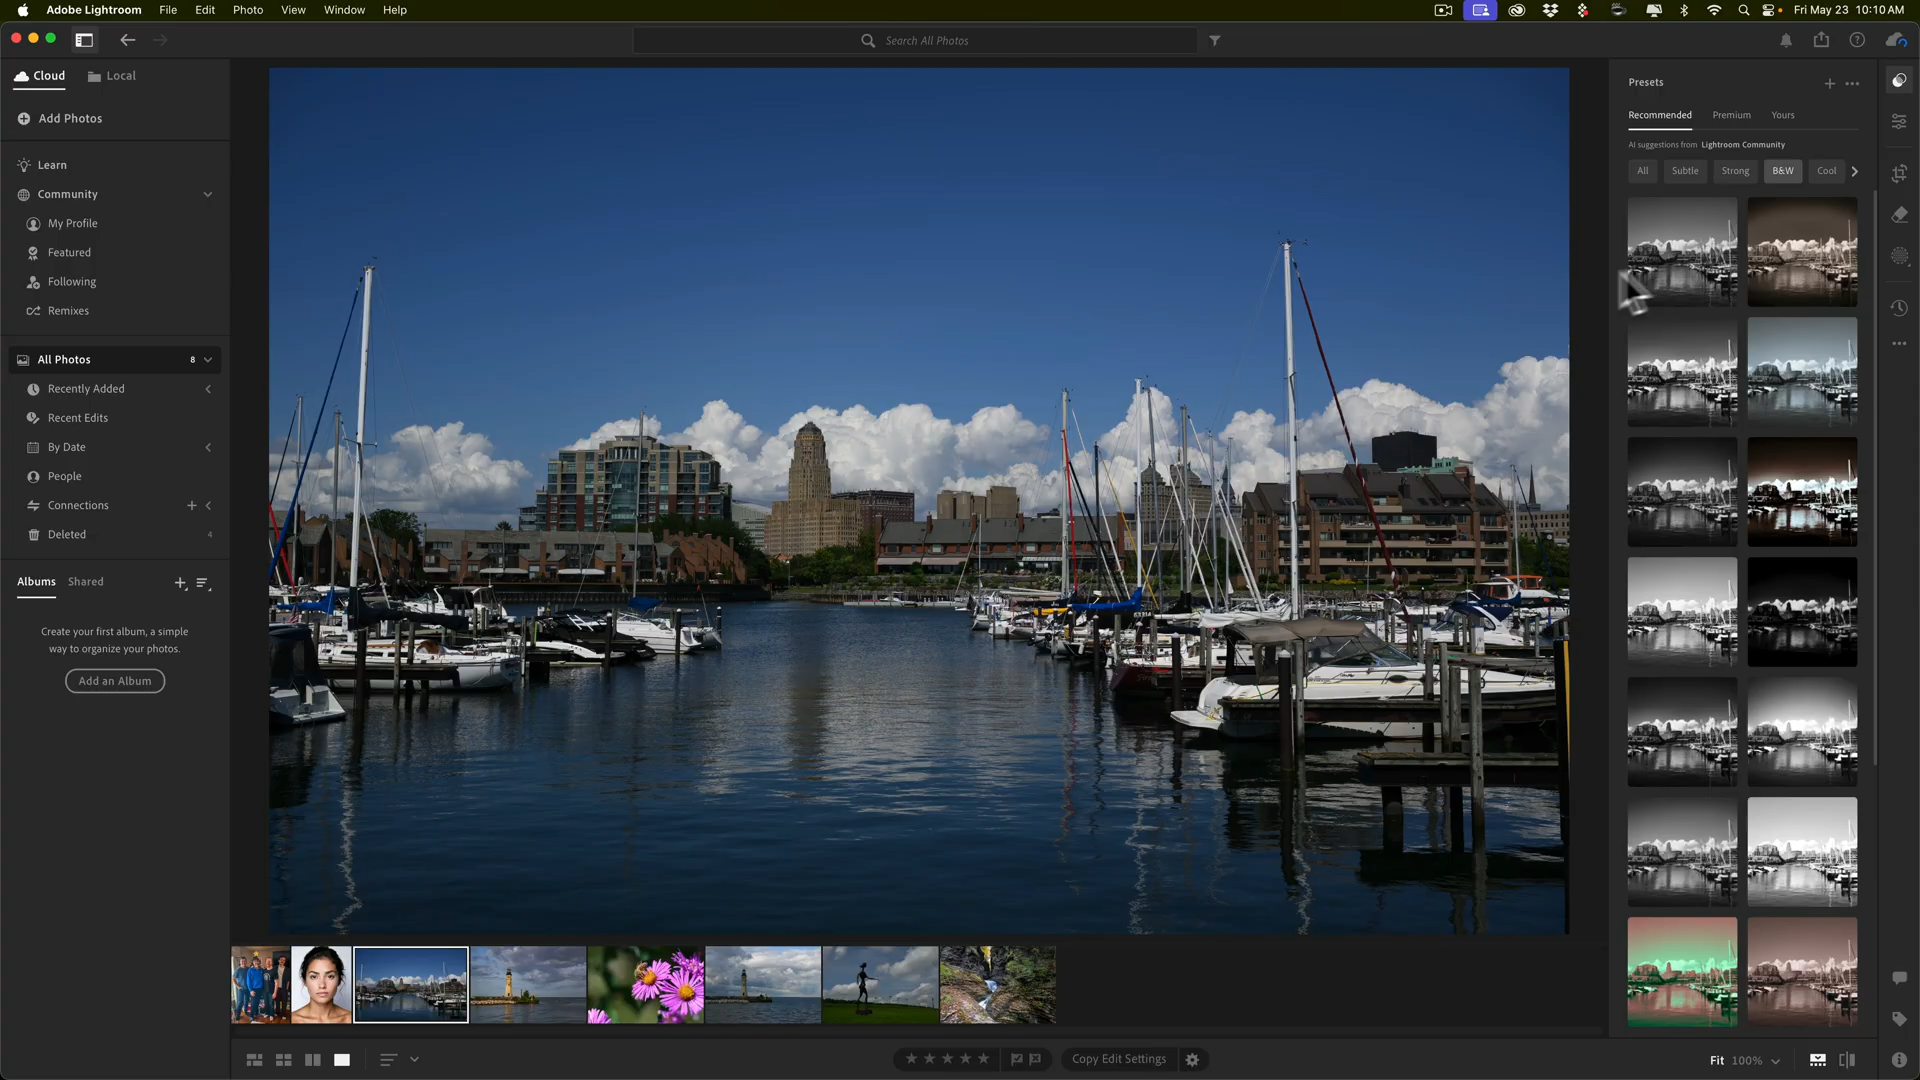 Adobe Lightroom File Edit Photo View Window Help Fri May 23 10:10 AM
Search All Photos
Cloud Local
Add Photos
Learn
Community
My Profile
Featured
Following
Remixes
All Photos 8
Recently Added
Recent Edits
By Date
People
Connections
Deleted 4
Albums Shared
Create your first album, a simple
way to organize your photos.
Add an Album
Copy Edit Settings
Fit 100%
Presets
Recommended Premium Yours
AI suggestions from Lightroom Community
All Subtle Strong B&W Cool